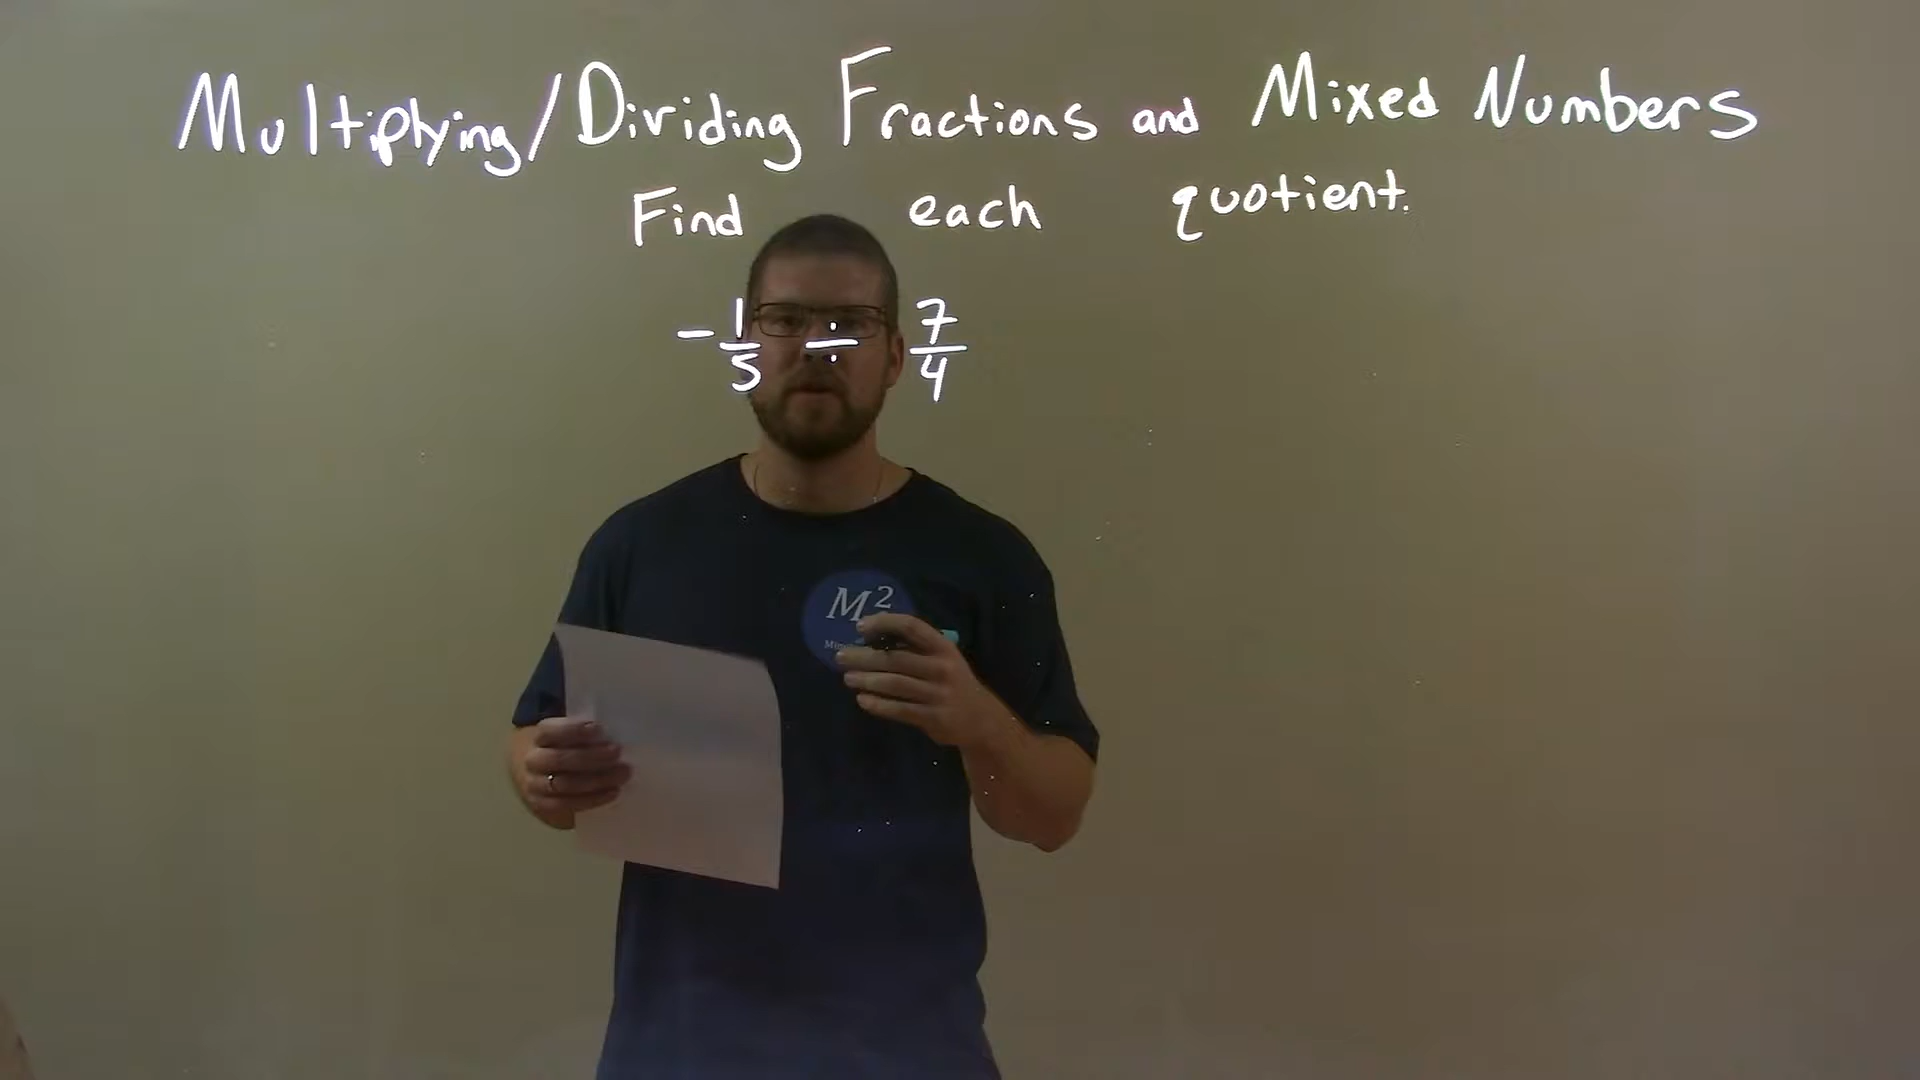 Multiplying/Dividing Fractions and Mixed Numbers
Find each quotient.
-1/5 ÷ 7/4
M²